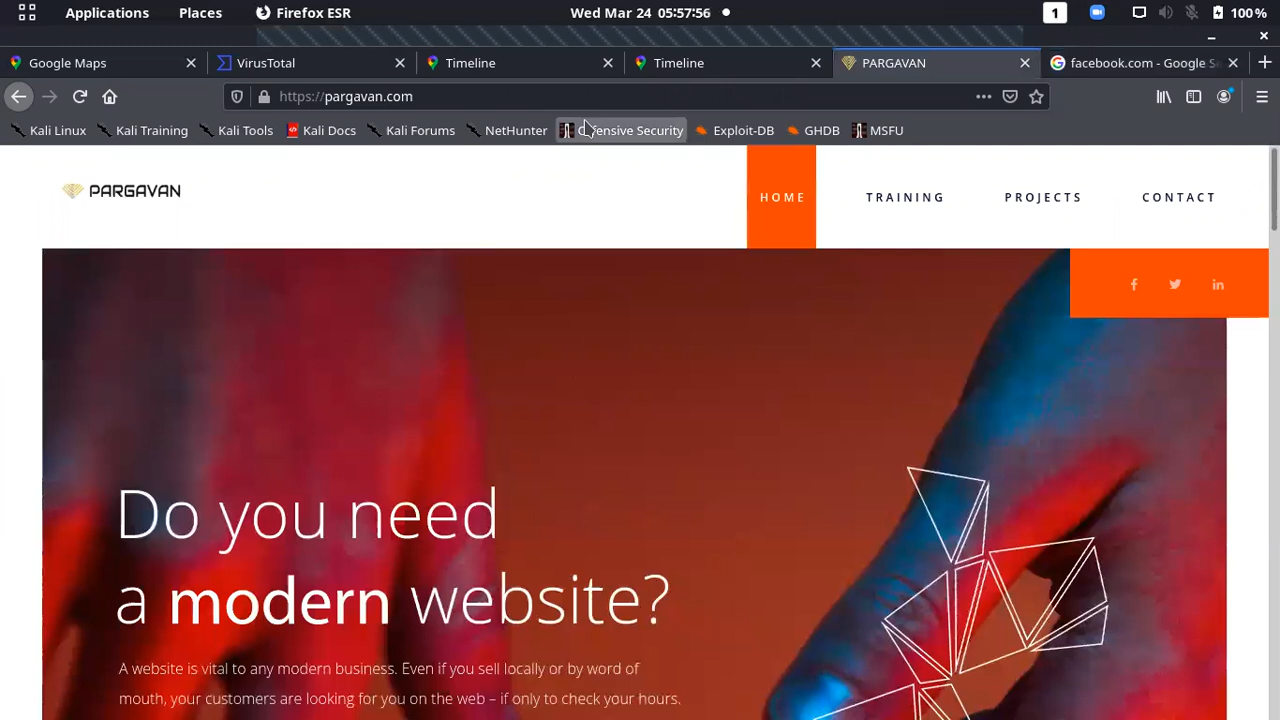 Applications Places Firefox ESR Wed Mar 24 05:57:56 1 100%
Google Maps VirusTotal Timeline Timeline PARGAVAN facebook.com - Google Se
https://pargavan.com
Kali Linux Kali Training Kali Tools Kali Docs Kali Forums NetHunter Offensive Security Exploit-DB GHDB MSFU
PARGAVAN HOME TRAINING PROJECTS CONTACT
Do you need
a modern website?
A website is vital to any modern business. Even if you sell locally or by word of
mouth, your customers are looking for you on the web – if only to check your hours.